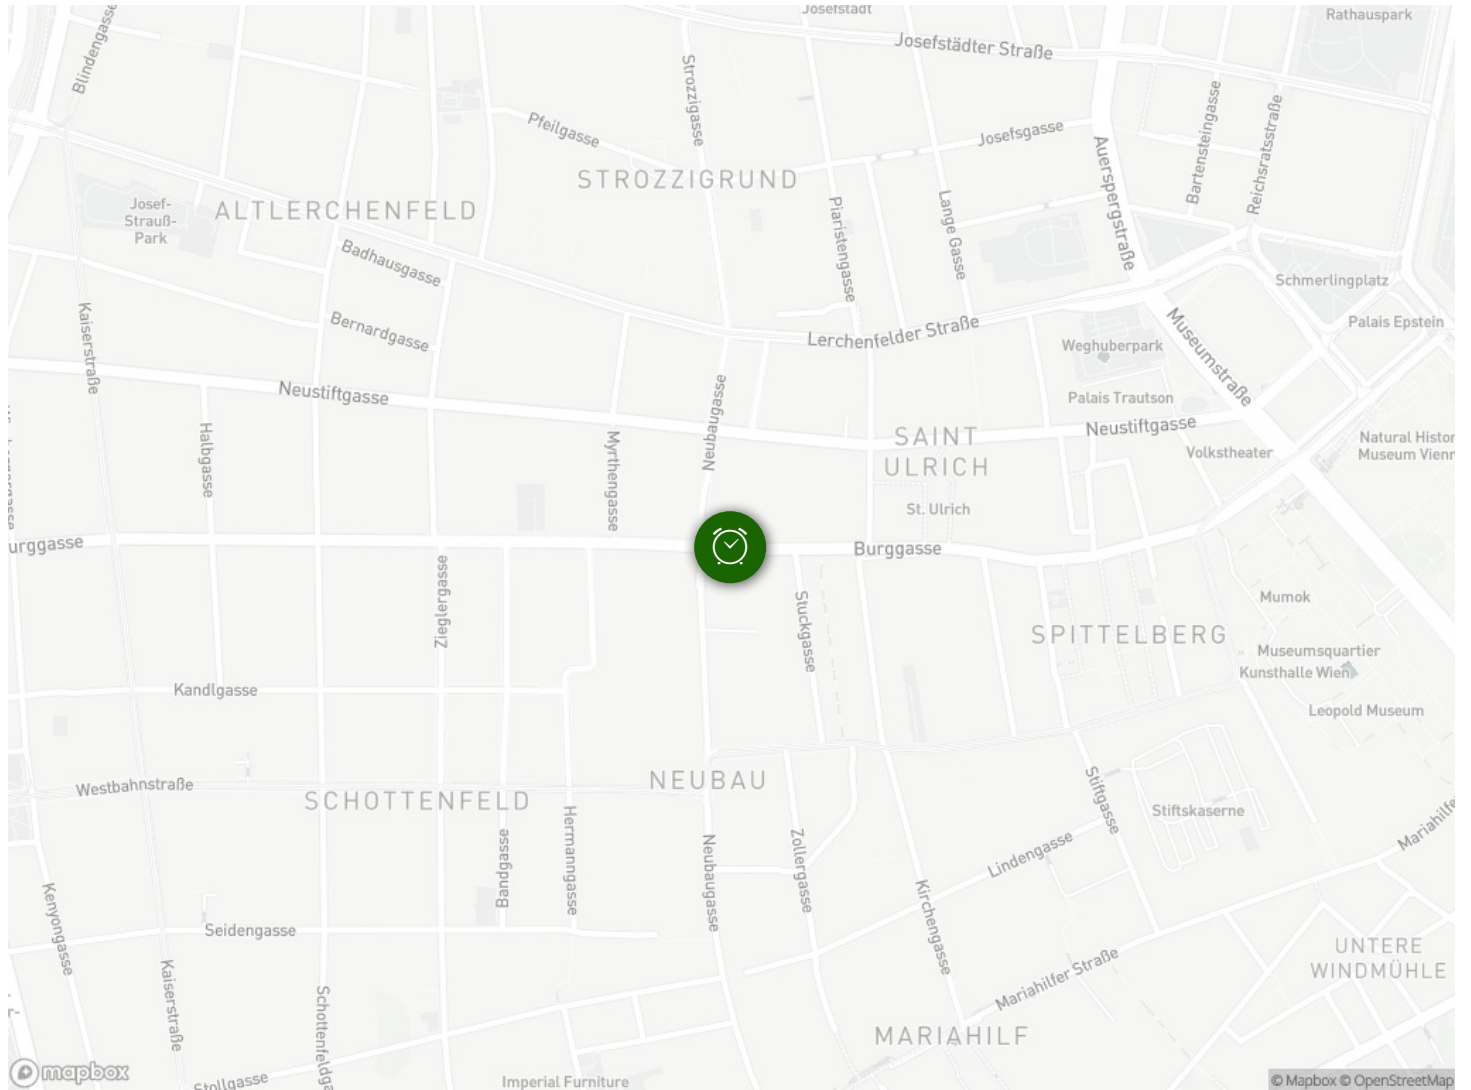 Josefstadt
Rathauspark
Blindengasse
Josefstädter Straße
Strozzigasse
Pfeilgasse
Josefsgasse
Auerspergstraße
Bartensteingasse
Reichsratsstraße
STROZZIGRUND
Josef-
Strauß-
Park
ALTLERCHENFELD
Piaristengasse
Lange Gasse
Badhausgasse
Schmerlingplatz
Kaiserstraße
Bernardgasse
Lerchenfelder Straße
Museumstraße
Palais Epstein
Weghuberpark
Neustiftgasse
Neubaugasse
Palais Trautson
Neustiftgasse
Halbgasse
Myrthengasse
SAINT
ULRICH
Volkstheater
Natural Histor
Museum Vienn
St. Ulrich
urggasse
Burggasse
Zieglergasse
Stuckgasse
Mumok
SPITTELBERG
Museumsquartier
Kunsthalle Wien
Kandlgasse
Leopold Museum
Westbahnstraße
NEUBAU
SCHOTTENFELD
Stiftgasse
Stiftskaserne
Hermanngasse
Bandgasse
Neubaugasse
Zollergasse
Lindengasse
Mariahilfe
Kenyongasse
Kirchengasse
Seidengasse
Kaiserstraße
Schottenfeldga
Mariahilfer Straße
UNTERE
WINDMÜHLE
r-
MARIAHILF
Stollgasse
Imperial Furniture
mapbox
© Mapbox © OpenStreetMap